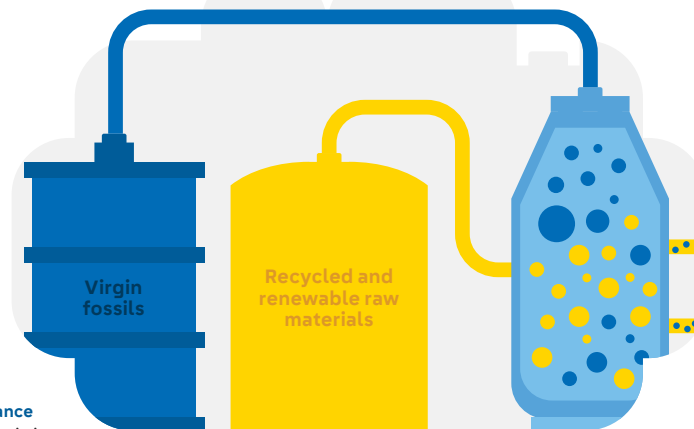 Virgin
fossils
Recycled and
renewable raw
materials
ance